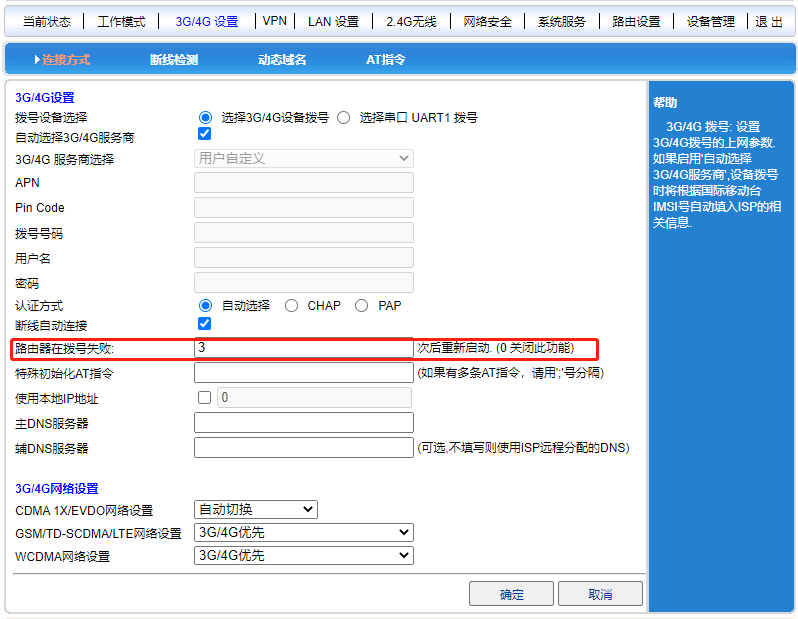 当前状态 工作模式 3G/4G 设置 VPN LAN 设置 2.4G无线 网络安全 系统服务 路由设置 设备管理 退 出
连接方式 断线检测 动态域名 AT指令
3G/4G设置
拨号设备选择 选择3G/4G设备拨号 选择串口 UART1 拨号
自动选择3G/4G服务商
3G/4G 服务商选择 用户自定义
APN
Pin Code
拨号号码
用户名
密码
认证方式 自动选择 CHAP PAP
断线自动连接
路由器在拨号失败: 3 次后重新启动. (0 关闭此功能)
特殊初始化AT指令 (如果有多条AT指令，请用';'号分隔)
使用本地IP地址 0
主DNS服务器
辅DNS服务器 (可选,不填写则使用ISP远程分配的DNS)
3G/4G网络设置
CDMA 1X/EVDO网络设置 自动切换
GSM/TD-SCDMA/LTE网络设置 3G/4G优先
WCDMA网络设置 3G/4G优先
确定 取消
帮助
3G/4G 拨号: 设置
3G/4G拨号的上网参数.
如果启用'自动选择
3G/4G服务商',设备拨号
时将根据国际移动台
IMSI号自动填入ISP的相
关信息.